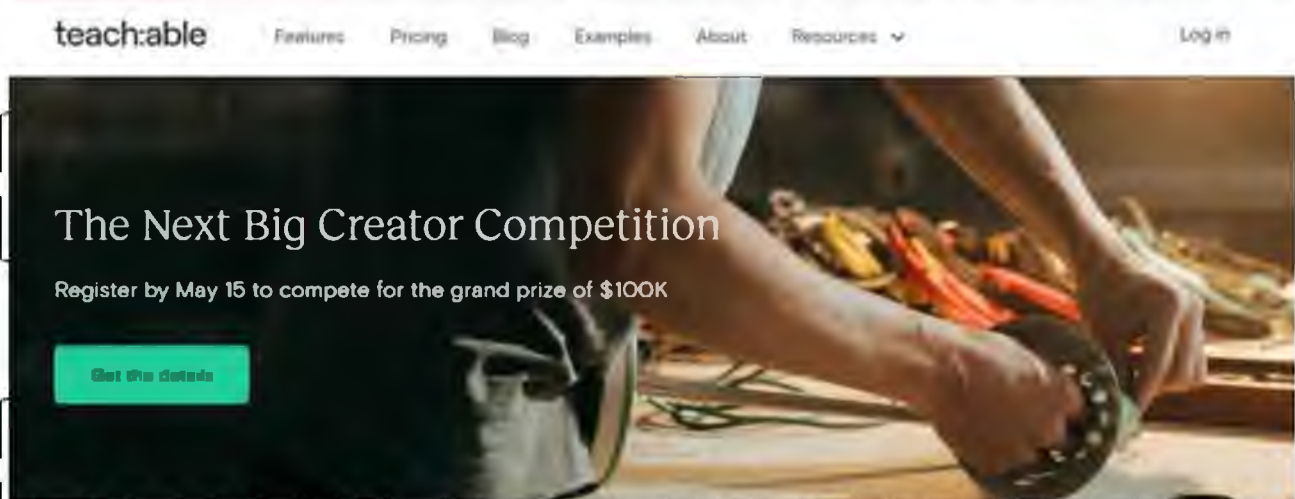 teach:able Features Pricing Blog Examples About Resources Log in
The Next Big Creator Competition
Register by May 15 to compete for the grand prize of $100K
Get the details